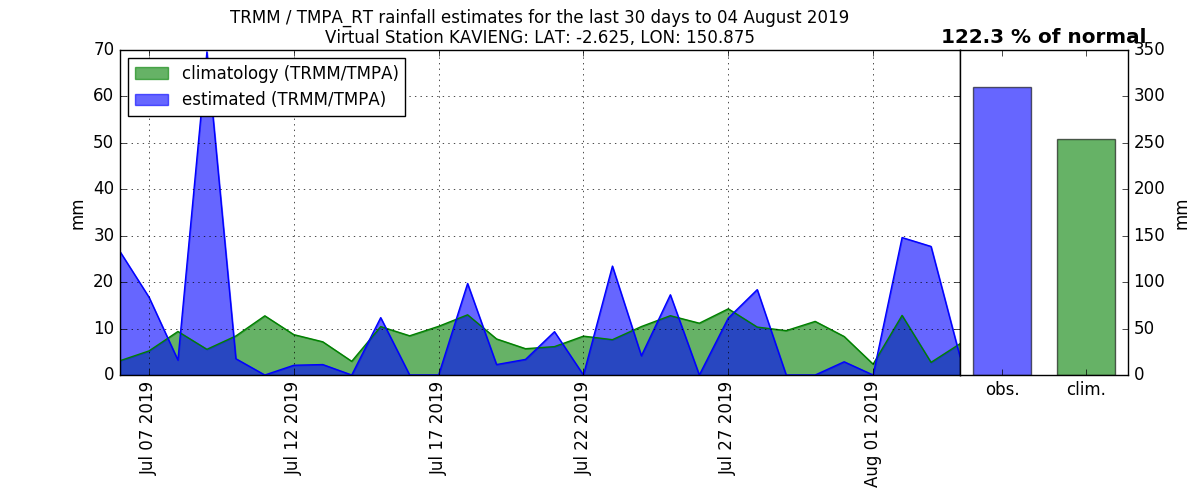 TRMM / TMPA_RT rainfall estimates for the last 30 days to 04 August 2019
Virtual Station KAVIENG: LAT: -2.625, LON: 150.875
122.3 % of normal
climatology (TRMM/TMPA)
estimated (TRMM/TMPA)
70
60
50
40
30
20
10
0
mm
Jul 07 2019
Jul 12 2019
Jul 17 2019
Jul 22 2019
Jul 27 2019
Aug 01 2019
350
300
250
200
150
100
50
0
mm
obs.
clim.